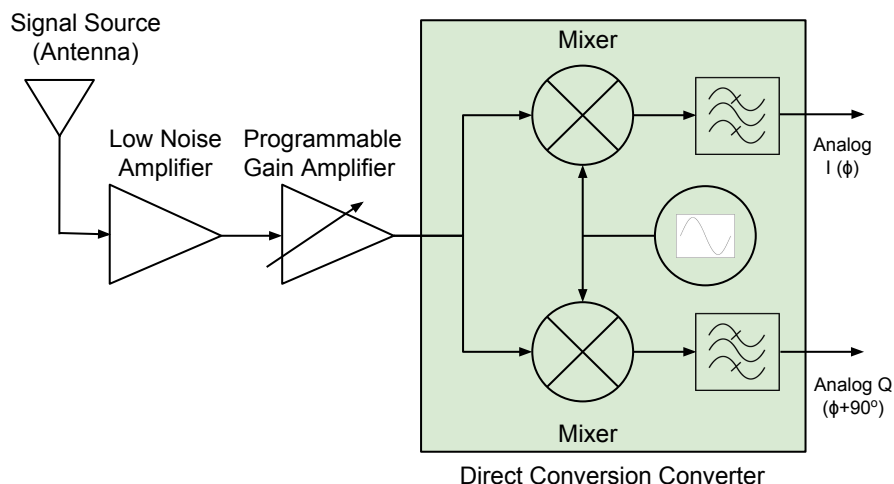 Signal Source
(Antenna)
Low Noise
Amplifier
Programmable
Gain Amplifier
Mixer
Analog
I (ϕ)
Analog Q
(ϕ+90º)
Mixer
Direct Conversion Converter